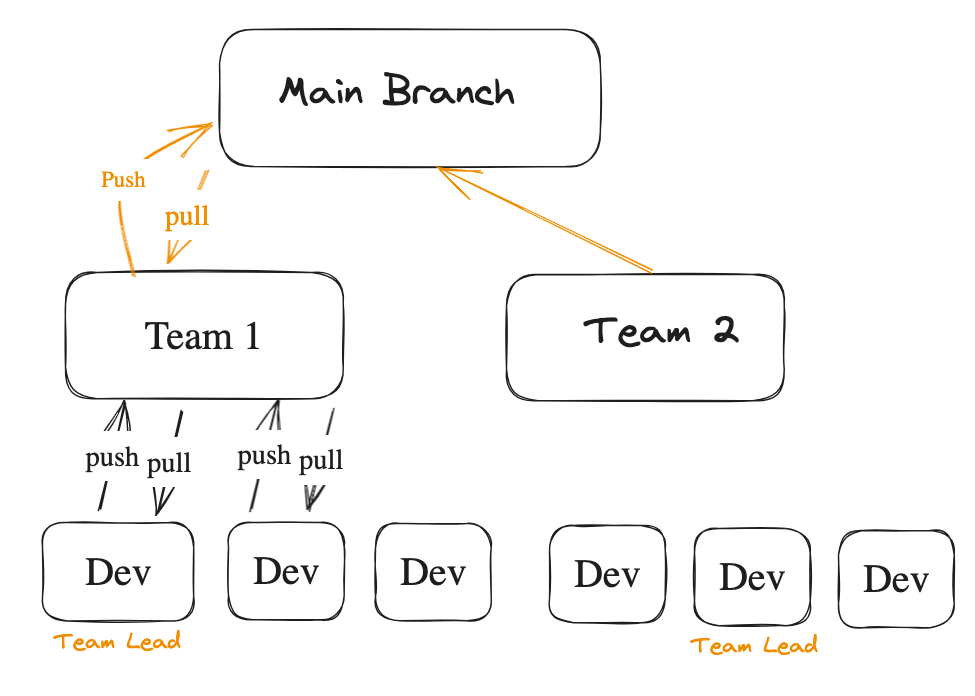 Main Branch
Push
pull
Team 1
Team 2
push
pull
push
pull
Dev
Dev
Dev
Dev
Dev
Dev
Team Lead
Team Lead